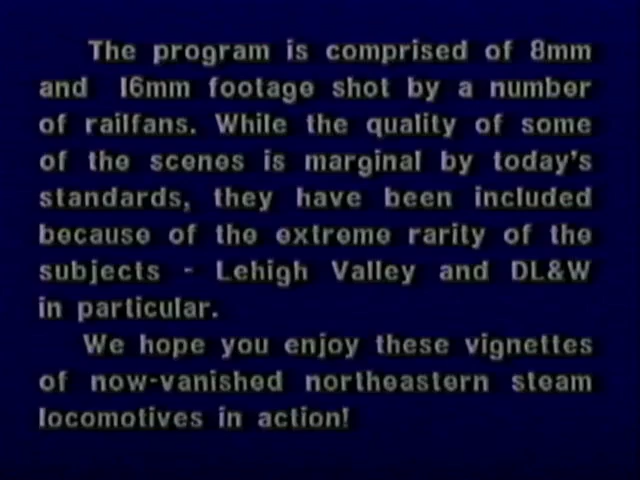 The program is comprised of 8mm
and 16mm footage shot by a number
of railfans. While the quality of some
of the scenes is marginal by today's
standards, they have been included
because of the extreme rarity of the
subjects - Lehigh Valley and DL&W
in particular.
We hope you enjoy these vignettes
of now-vanished northeastern steam
locomotives in action!